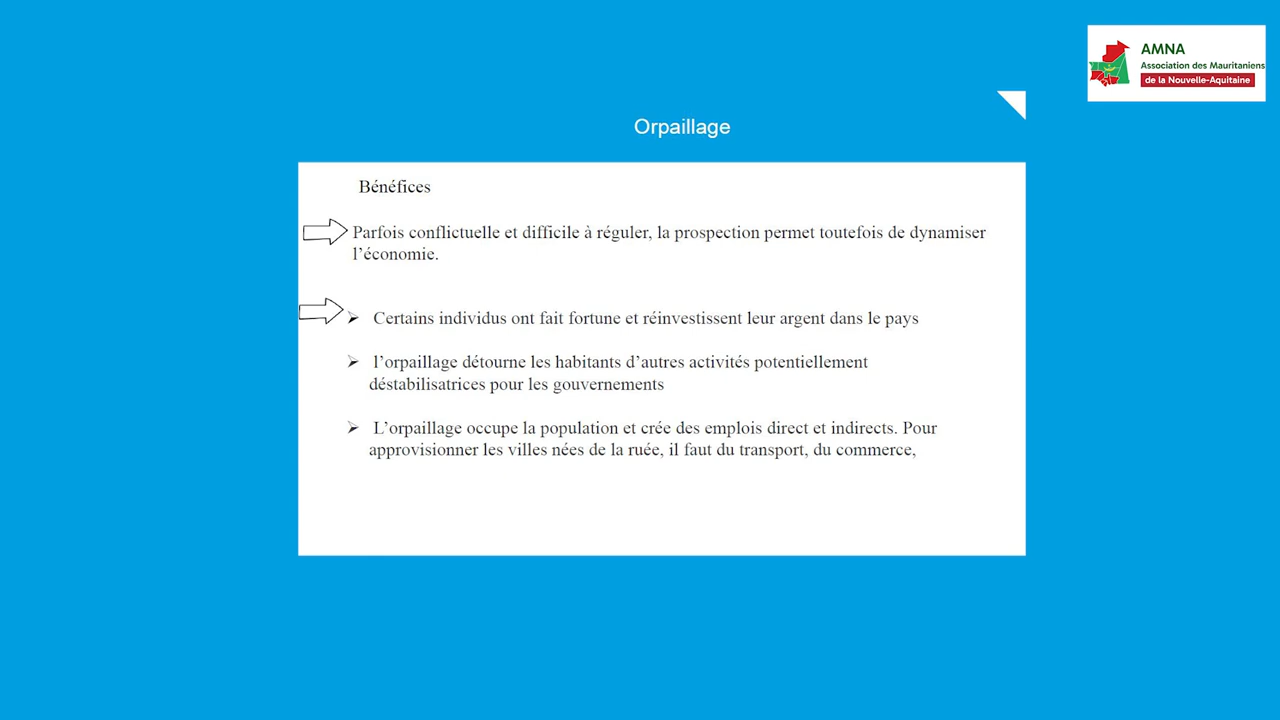 AMNA
Association des Mauritaniens
de la Nouvelle-Aquitaine
Orpaillage
Bénéfices
Parfois conflictuelle et difficile à réguler, la prospection permet toutefois de dynamiser
l'économie.
Certains individus ont fait fortune et réinvestissent leur argent dans le pays
l'orpaillage détourne les habitants d'autres activités potentiellement
déstabilisatrices pour les gouvernements
L'orpaillage occupe la population et crée des emplois direct et indirects. Pour
approvisionner les villes nées de la ruée, il faut du transport, du commerce,